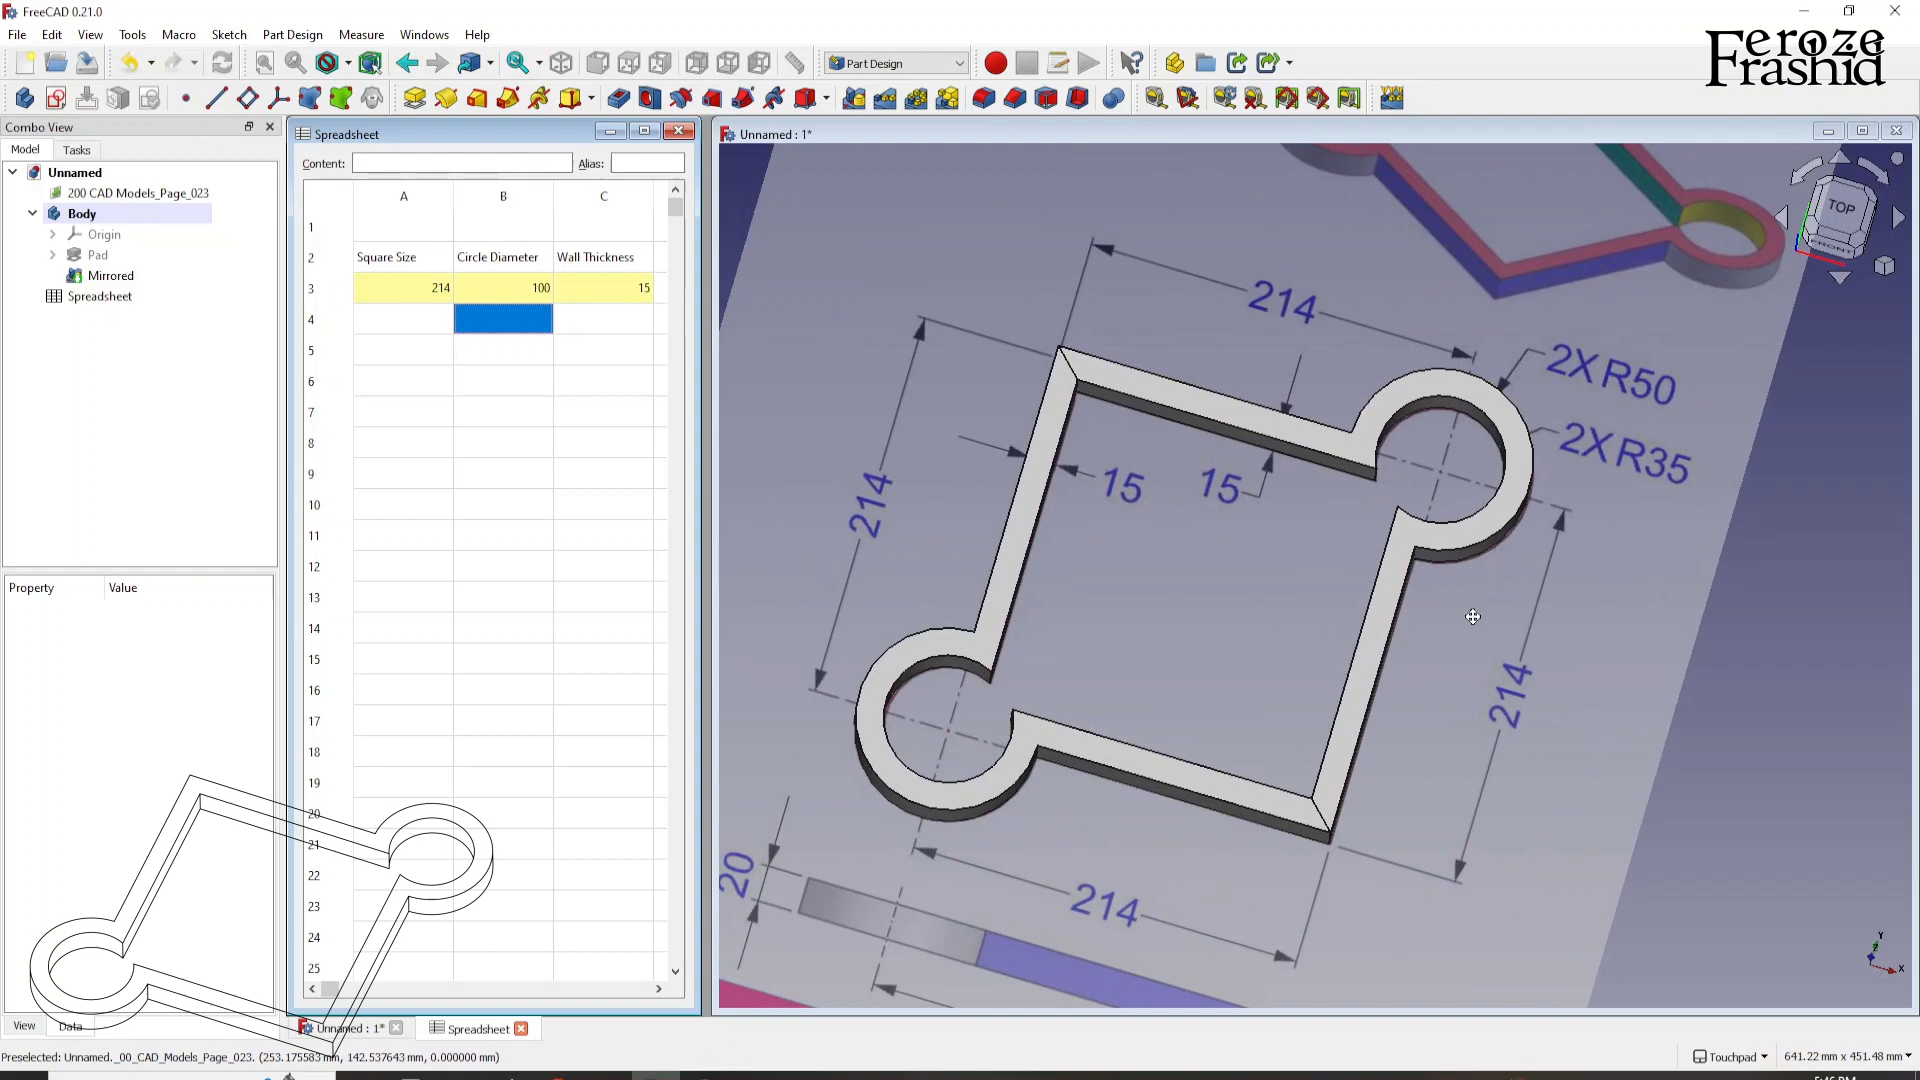 FreeCAD 0.21.0
File Edit View Tools Macro Sketch Part Design Measure Windows Help
Part Design
Feroze
Frashid
Combo View
Model Tasks
Unnamed
200 CAD Models_Page_023
Body
Origin
Pad
Mirrored
Spreadsheet
Property Value
View Data
Spreadsheet
Content: Alias:
A B C
1
2 Square Size Circle Diameter Wall Thickness
3 214 100 15
4
5
6
7
8
9
10
11
12
13
14
15
16
17
18
19
20
21
22
23
24
25
Unnamed : 1*
Spreadsheet
Unnamed : 1*
TOP
FRONT
214
2X R50
2X R35
15 15
214
214
214
20
Y
Z
X
Preselected: Unnamed._00_CAD_Models_Page_023. (253.175583 mm, 142.537643 mm, 0.000000 mm)
Touchpad 641.22 mm x 451.48 mm